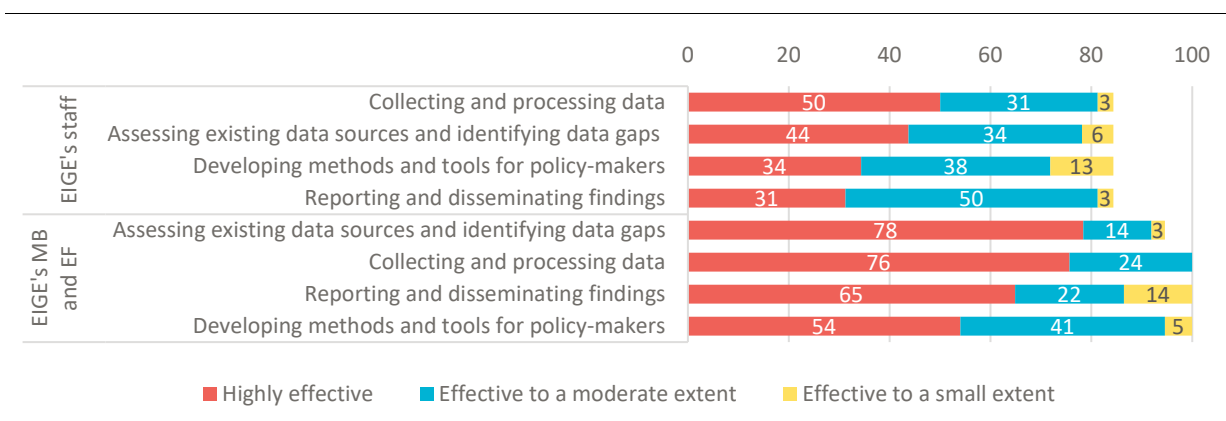 0 20 40 60 80 100
EIGE's staff
Collecting and processing data 50 31 3
Assessing existing data sources and identifying data gaps 44 34 6
Developing methods and tools for policy-makers 34 38 13
Reporting and disseminating findings 31 50 3
EIGE's MB
and EF
Assessing existing data sources and identifying data gaps 78 14 3
Collecting and processing data 76 24
Reporting and disseminating findings 65 22 14
Developing methods and tools for policy-makers 54 41 5
Highly effective Effective to a moderate extent Effective to a small extent